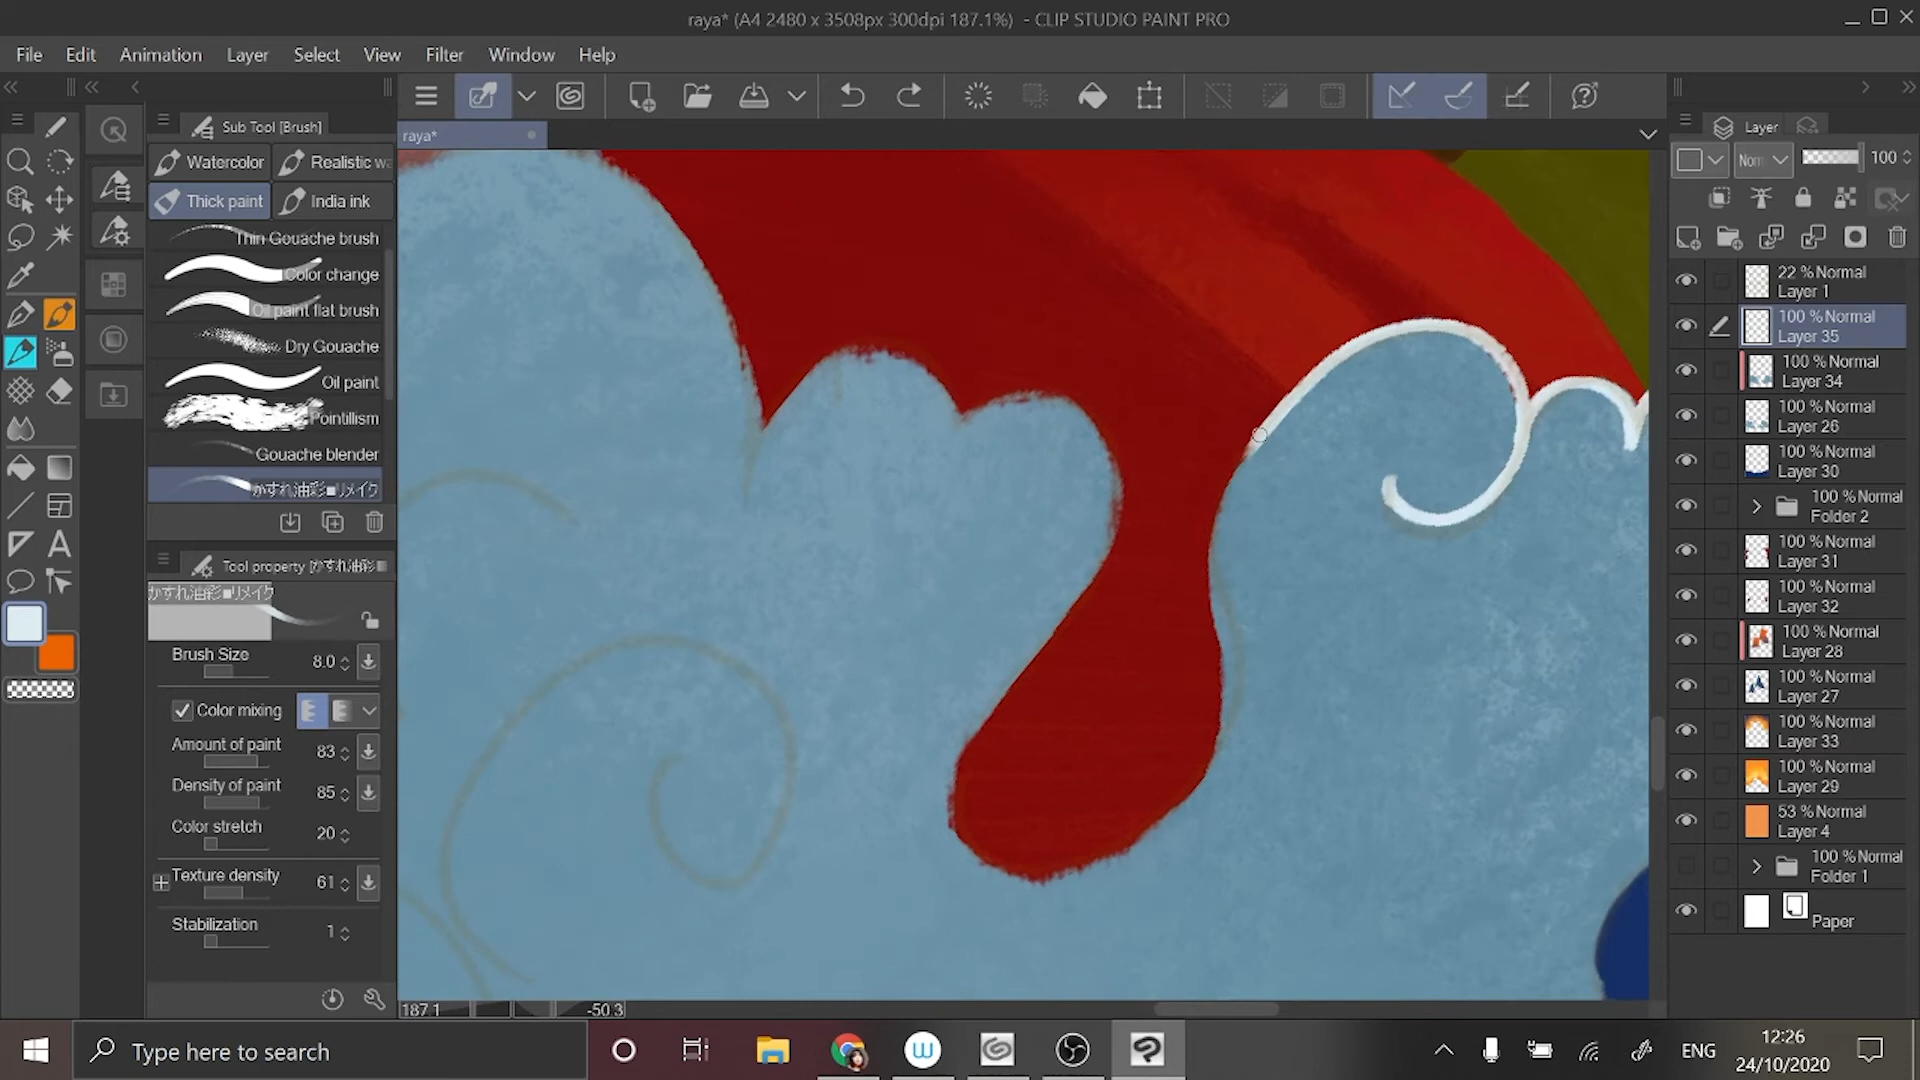 raya* (A4 2480 x 3508px 300dpi 187.1%) - CLIP STUDIO PAINT PRO
File Edit Animation Layer Select View Filter Window Help
Sub Tool [Brush]
raya*
Layer
Watercolor Realistic wa
Thick paint India ink
Thin Gouache brush
Color change
Oil paint flat brush
Dry Gouache
Oil paint
Pointillism
Gouache blender
かすれ油彩■リメイク
Tool property [かすれ油彩■
かすれ油彩■リメイク
Brush Size 8.0
Color mixing
Amount of paint 83
Density of paint 85
Color stretch 20
Texture density 61
Stabilization 1
187.1 -50.3
Nor 100
22 % Normal
Layer 1
100 % Normal
Layer 35
100 % Normal
Layer 34
100 % Normal
Layer 26
100 % Normal
Layer 30
100 % Normal
Folder 2
100 % Normal
Layer 31
100 % Normal
Layer 32
100 % Normal
Layer 28
100 % Normal
Layer 27
100 % Normal
Layer 33
100 % Normal
Layer 29
53 % Normal
Layer 4
100 % Normal
Folder 1
Paper
Type here to search
ENG
12:26
24/10/2020